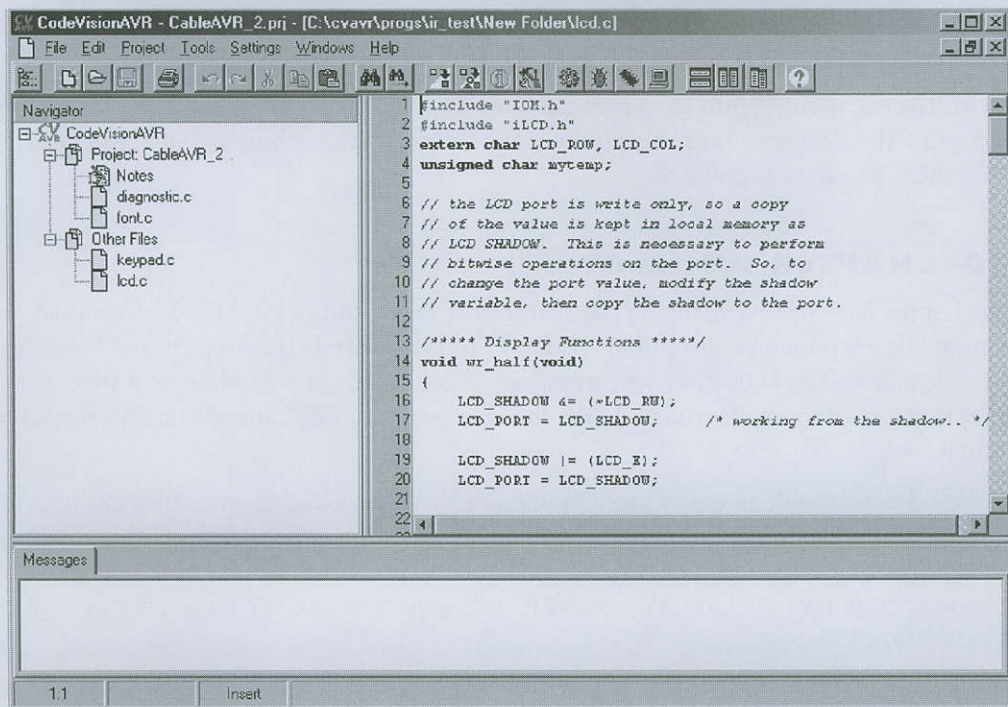 CodeVisionAVR - CableAVR_2.prj - [C:\cvavr\progs\ir_test\New Folder\lcd.c]
File Edit Project Tools Settings Windows Help
Navigator
CodeVisionAVR
Project: CableAVR_2
Notes
diagnostic.c
font.c
Other Files
keypad.c
lcd.c
1 #include "IOM.h"
2 #include "iLCD.h"
3 extern char LCD_ROW, LCD_COL;
4 unsigned char mytemp;
5
6 // the LCD port is write only, so a copy
7 // of the value is kept in local memory as
8 // LCD SHADOW. This is necessary to perform
9 // bitwise operations on the port. So, to
10 // change the port value, modify the shadow
11 // variable, then copy the shadow to the port.
12
13 /***** Display Functions *****/
14 void wr_half(void)
15 {
16 LCD_SHADOW &= (~LCD_RW);
17 LCD_PORT = LCD_SHADOW; /* working from the shadow.. */
18
19 LCD_SHADOW |= (LCD_E);
20 LCD_PORT = LCD_SHADOW;
21
22
Messages
1:1 Insert